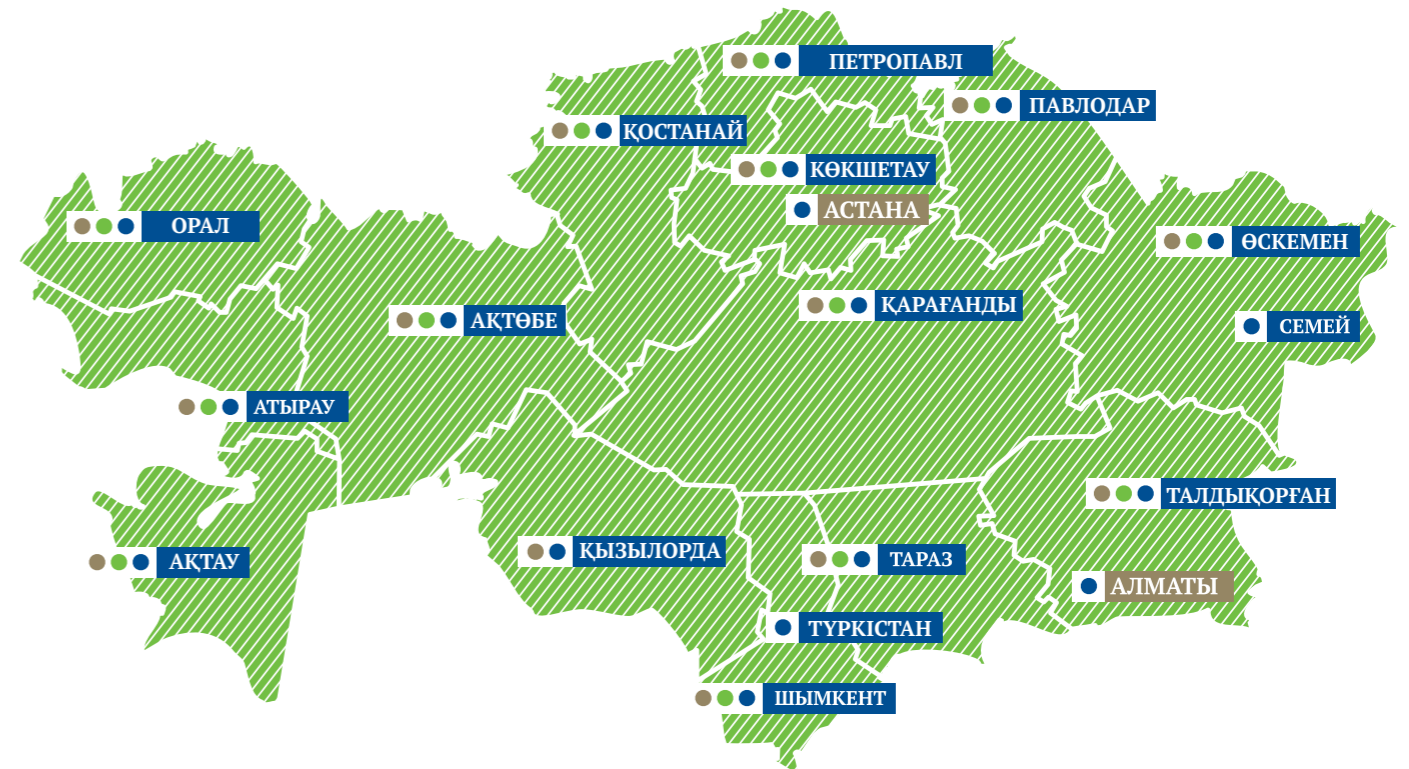 ПЕТРОПАВЛ
ПАВЛОДАР
ҚОСТАНАЙ
КӨКШЕТАУ
АСТАНА
ОРАЛ
ӨСКЕМЕН
ҚАРАҒАНДЫ
АҚТӨБЕ
СЕМЕЙ
АТЫРАУ
ТАЛДЫҚОРҒАН
ҚЫЗЫЛОРДА
ТАРАЗ
АҚТАУ
АЛМАТЫ
ТҮРКІСТАН
ШЫМКЕНТ